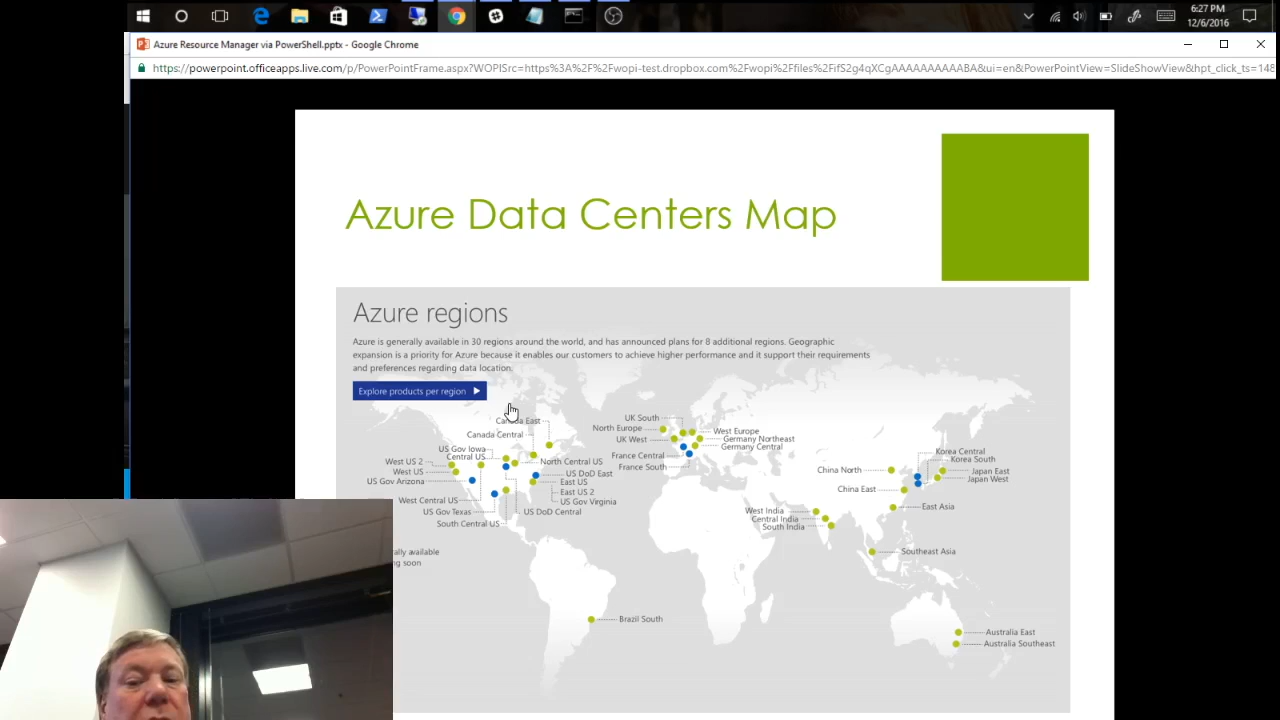 6:27 PM
12/6/2016
Azure Resource Manager via PowerShell.pptx - Google Chrome
https://powerpoint.officeapps.live.com/p/PowerPointFrame.aspx?WOPISrc=https%3A%2F%2Fwopi-test.dropbox.com%2Fwopi%2Ffiles%2FifS2g4qXCgAAAAAAAAAABA&ui=en&PowerPointView=SlideShowView&hpt_click_ts=148
Azure Data Centers Map
Azure regions
Azure is generally available in 30 regions around the world, and has announced plans for 8 additional regions. Geographic
expansion is a priority for Azure because it enables our customers to achieve higher performance and it support their requirements
and preferences regarding data location.
Explore products per region
Canada East
Canada Central
US Gov Iowa
Central US
West US 2
West US
US Gov Arizona
West Central US
US Gov Texas
South Central US
North Central US
US DoD East
East US
East US 2
US Gov Virginia
US DoD Central
UK South
North Europe
UK West
France Central
France South
West Europe
Germany Northeast
Germany Central
Korea Central
Korea South
China North
Japan East
Japan West
China East
East Asia
West India
Central India
South India
Southeast Asia
rally available
ng soon
Brazil South
Australia East
Australia Southeast